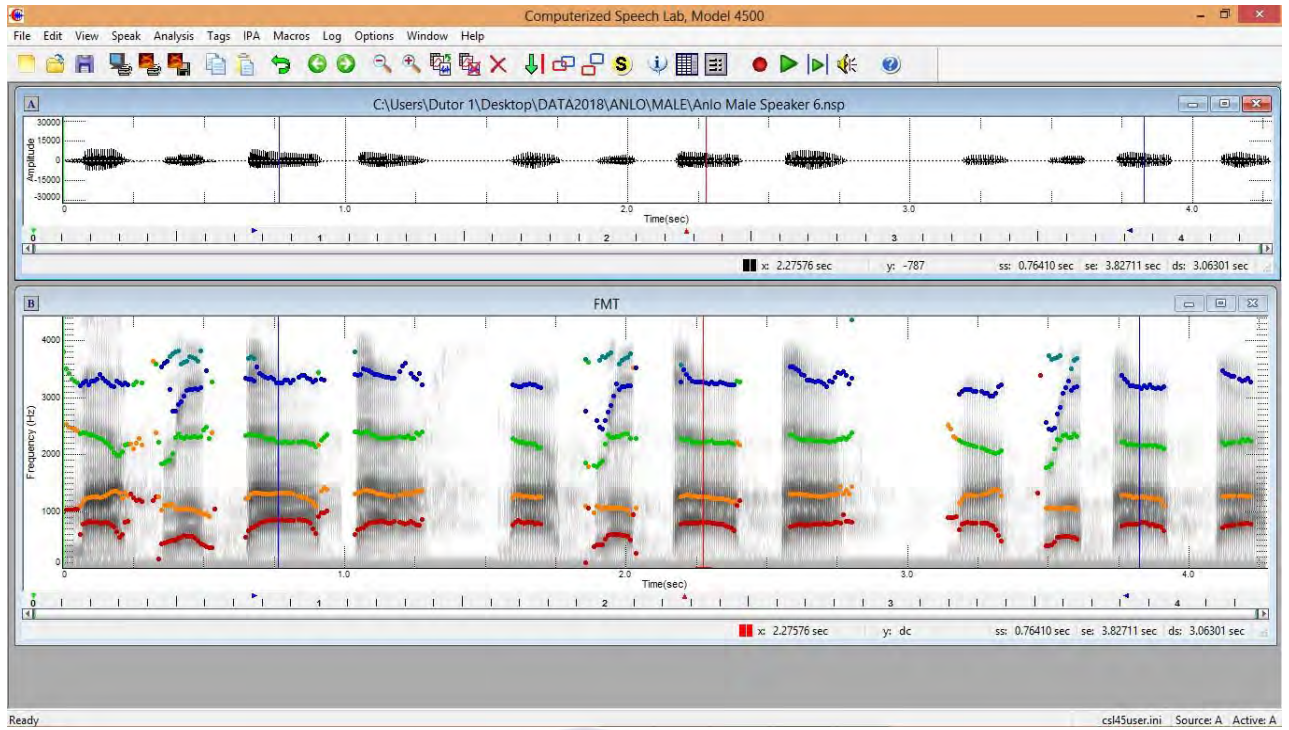 Computerized Speech Lab, Model 4500
File Edit View Speak Analysis Tags IPA Macros Log Options Window Help
A
C:\Users\Dutor 1\Desktop\DATA2018\ANLO\MALE\Anlo Male Speaker 6.nsp
30000
15000
0
-15000
-30000
Amplitude
0 1.0 2.0 3.0 4.0
Time(sec)
0 1 2 3 4
x: 2.27576 sec y: -787 ss: 0.76410 sec se: 3.82711 sec ds: 3.06301 sec
B
FMT
4000
3000
2000
1000
0
Frequency (Hz)
0 1.0 2.0 3.0 4.0
Time(sec)
0 1 2 3 4
x: 2.27576 sec y: dc ss: 0.76410 sec se: 3.82711 sec ds: 3.06301 sec
Ready csl45user.ini Source: A Active: A